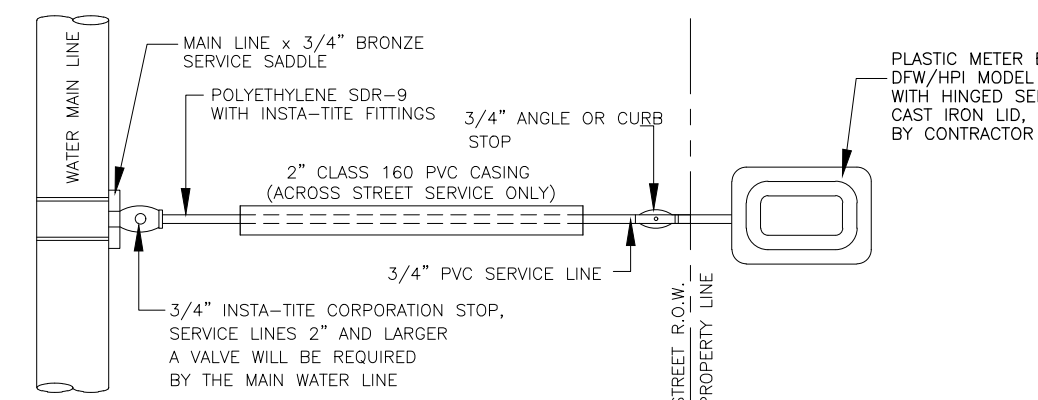 WATER MAIN LINE
MAIN LINE x 3/4” BRONZE
SERVICE SADDLE
POLYETHYLENE SDR-9
WITH INSTA-TITE FITTINGS
3/4” ANGLE OR CURB
STOP
2” CLASS 160 PVC CASING
(ACROSS STREET SERVICE ONLY)
PLASTIC METER
DFW/HPI MODEL
WITH HINGED
CAST IRON LID,
BY CONTRACTOR
3/4” PVC SERVICE LINE
3/4” INSTA-TITE CORPORATION STOP,
SERVICE LINES 2” AND LARGER
A VALVE WILL BE REQUIRED
BY THE MAIN WATER LINE
STREET R.O.W.
PROPERTY LINE